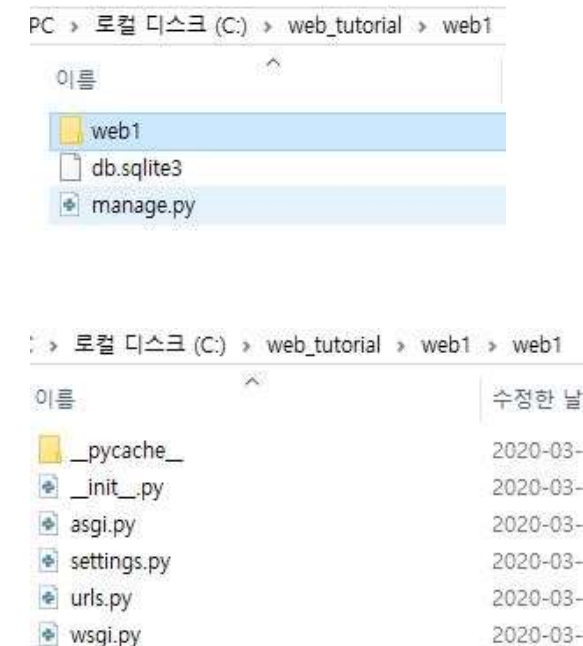 PC > 로컬 디스크 (C:) > web_tutorial > web1
이름
web1
db.sqlite3
manage.py
> 로컬 디스크 (C:) > web_tutorial > web1 > web1
이름 수정한 날
__pycache__ 2020-03-
__init__.py 2020-03-
asgi.py 2020-03-
settings.py 2020-03-
urls.py 2020-03-
wsgi.py 2020-03-